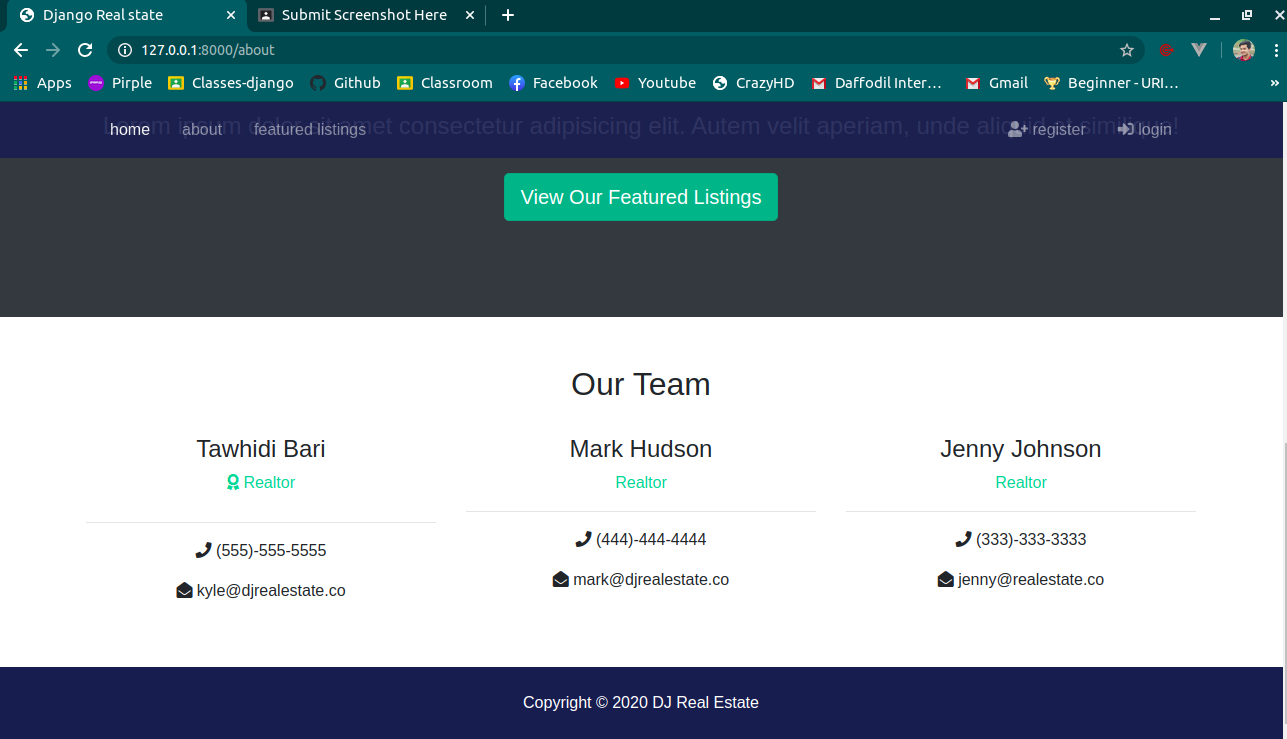 Django Real state
Submit Screenshot Here
127.0.0.1:8000/about
Apps Pirple Classes-django Github Classroom Facebook Youtube CrazyHD Daffodil Inter... Gmail Beginner - URI... »
Lorem ipsum dolor sit amet consectetur adipisicing elit. Autem velit aperiam, unde aliquid at similique!
home about featured listings register login
View Our Featured Listings
Our Team
Tawhidi Bari
Realtor
(555)-555-5555
kyle@djrealestate.co
Mark Hudson
Realtor
(444)-444-4444
mark@djrealestate.co
Jenny Johnson
Realtor
(333)-333-3333
jenny@realestate.co
Copyright © 2020 DJ Real Estate